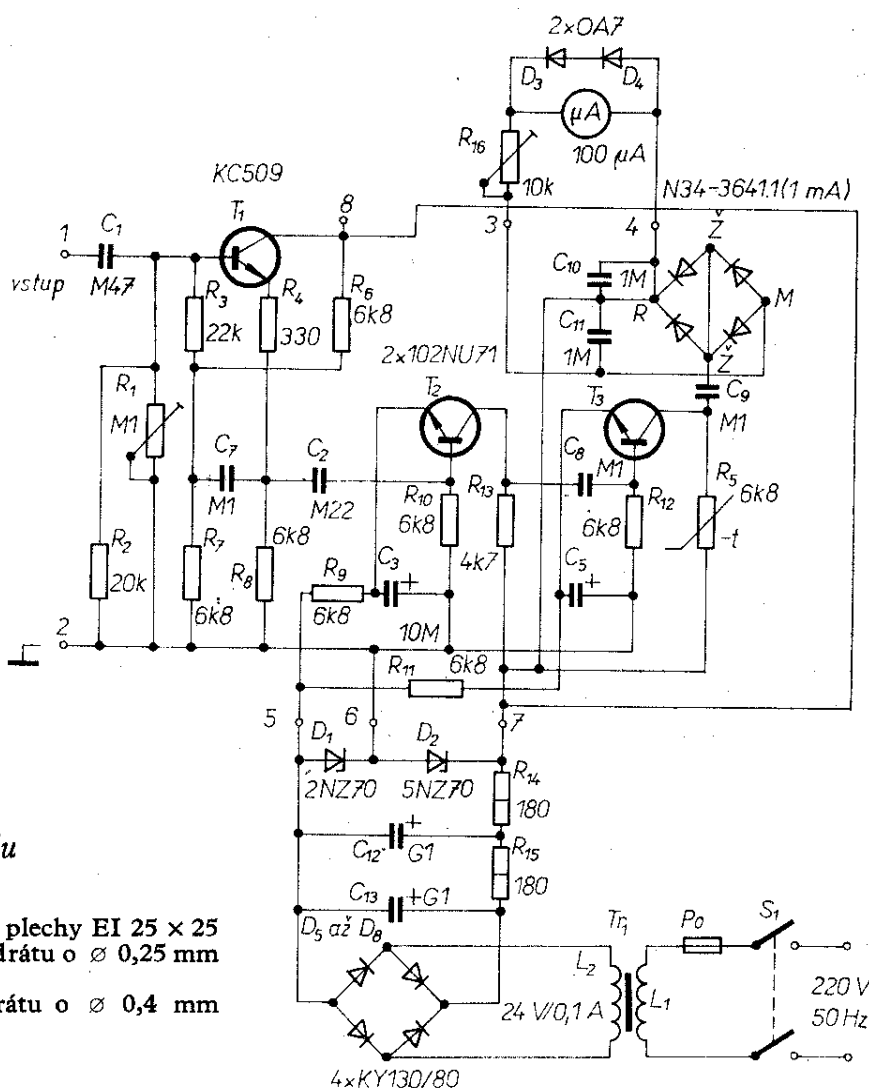 2×OA7
D3
D4
µA
100 µA
R16
10k
KC509
N34-3641.1 (1 mA)
T1
8
1
C1
M47
vstup
3
4
Ž
C10
1M
R
M
C11
1M
Ž
R3
22k
R4
330
R6
6k8
2×102NU71
C9
M1
R1
M1
T2
T3
C7
M1
C2
M22
R10
6k8
R13
4k7
C8
M1
R12
6k8
R5
6k8
-t
R2
20k
R7
6k8
R8
6k8
R9
6k8
C3
+
10M
C5
+
2
R11
6k8
5
6
7
D1
2NZ70
D2
5NZ70
R14
180
C12
+
G1
R15
180
C13
+G1
u
plechy EI 25 × 25
drátu o ⌀ 0,25 mm
rátu o ⌀ 0,4 mm
D5 až D8
4×KY130/80
Tr1
L2
24 V/0,1 A
L1
Po
S1
220 V
50 Hz